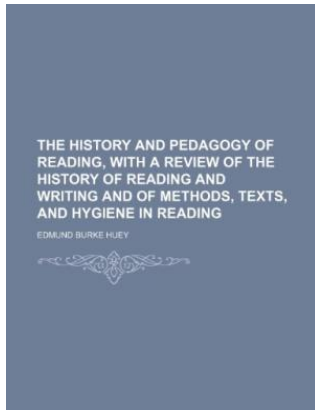 THE HISTORY AND PEDAGOGY OF
READING, WITH A REVIEW OF THE
HISTORY OF READING AND
WRITING AND OF METHODS, TEXTS,
AND HYGIENE IN READING
EDMUND BURKE HUEY